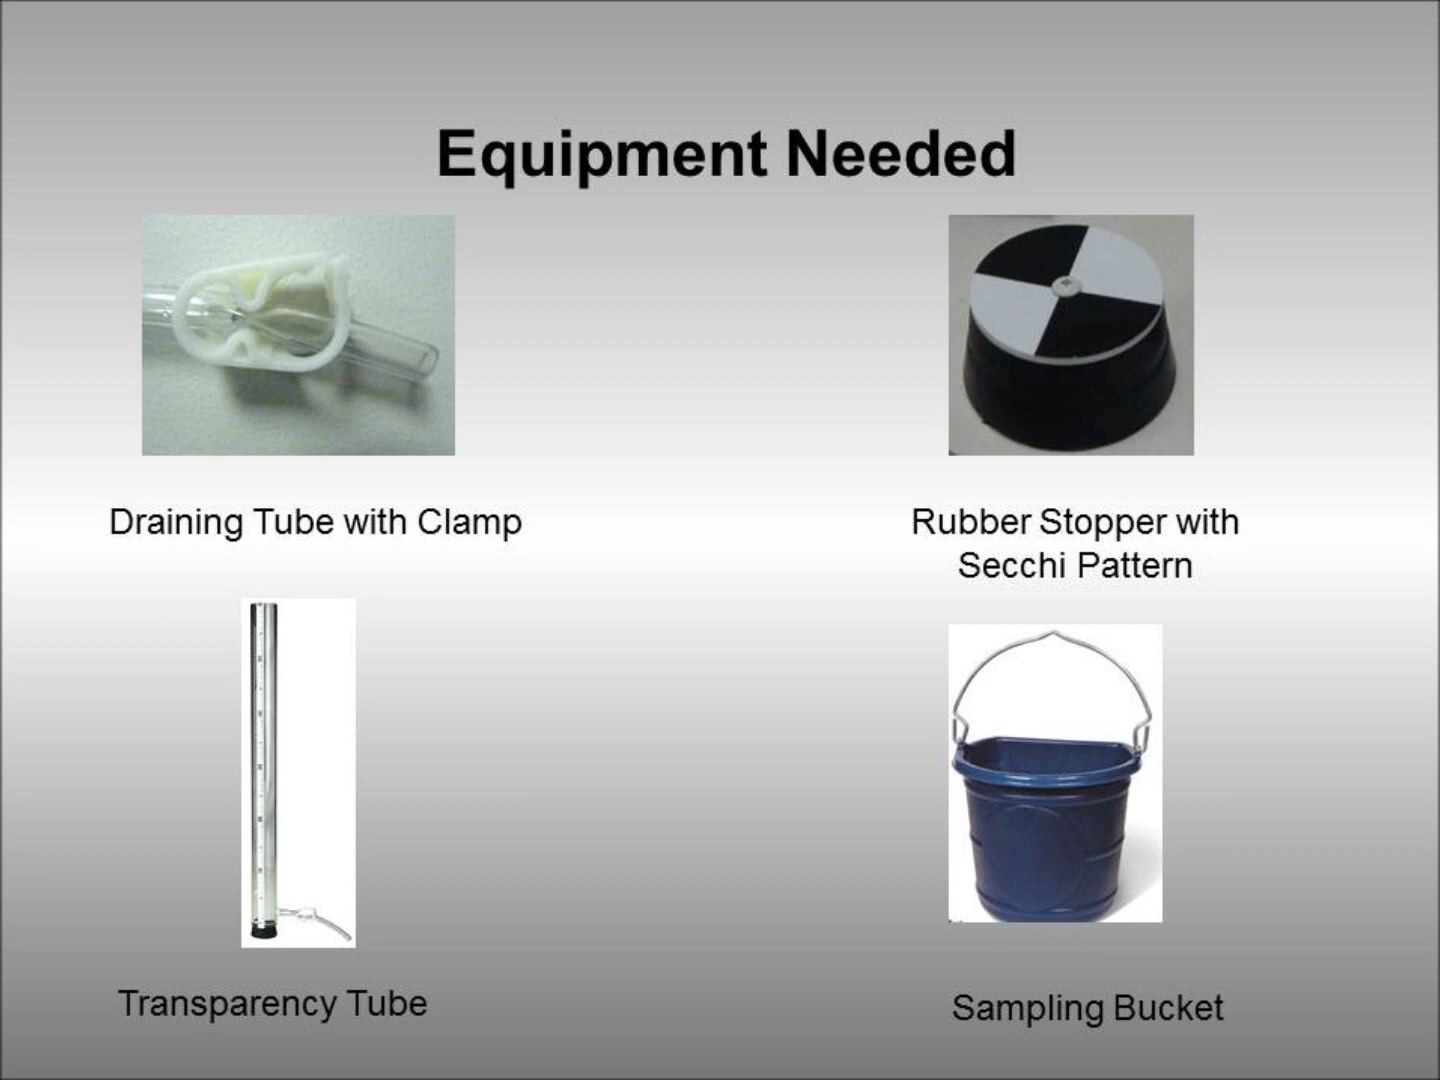 Equipment Needed
Draining Tube with Clamp
Rubber Stopper with
Secchi Pattern
Transparency Tube
Sampling Bucket